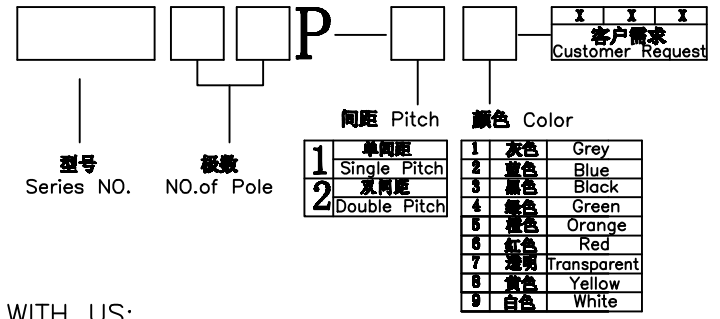 P
X X X
客户需求
Customer Request
间距 Pitch
颜色 Color
型号
Series NO.
极数
NO.of Pole
1 单间距
Single Pitch
2 双间距
Double Pitch
1 灰色 Grey
2 蓝色 Blue
3 黑色 Black
4 绿色 Green
5 橙色 Orange
6 红色 Red
7 透明 Transparent
8 黄色 Yellow
9 白色 White
WITH US: